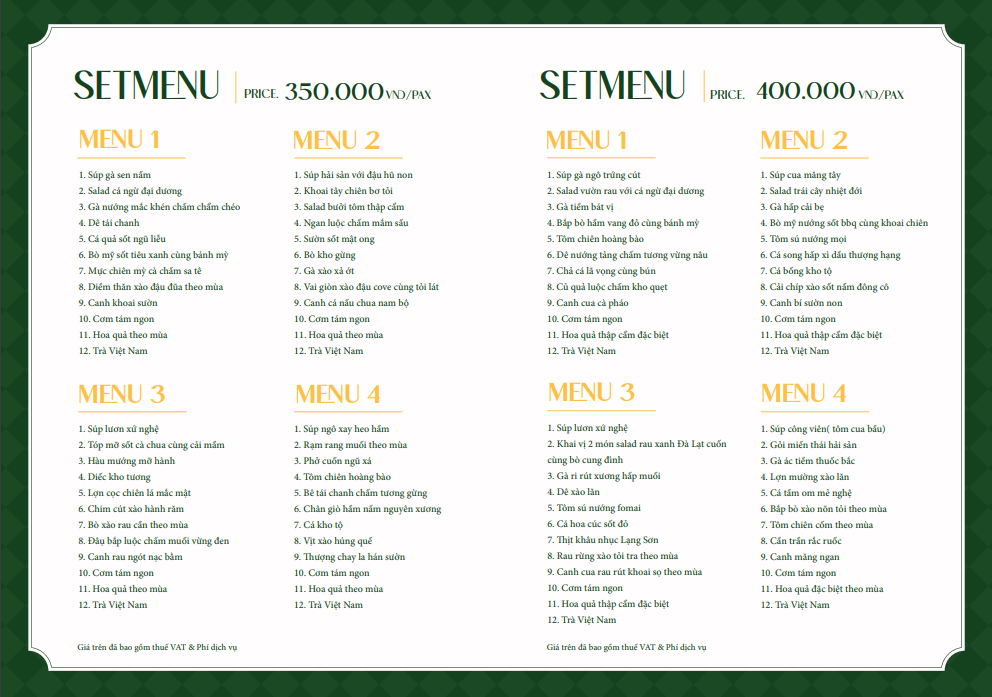 SETMENU
PRICE. 350.000 VND/PAX
MENU 1
1. Súp gà sen nấm
2. Salad cá ngừ đại dương
3. Gà nướng mắc khén chấm chẩm chéo
4. Dê tái chanh
5. Cá quả sốt ngũ liễu
6. Bò mỹ sốt tiêu xanh cùng bánh mỳ
7. Mực chiên mỳ cà chấm sa tê
8. Diềm thăn xào đậu đũa theo mùa
9. Canh khoai sườn
10. Cơm tám ngon
11. Hoa quả theo mùa
12. Trà Việt Nam
MENU 2
1. Súp hải sản với đậu hũ non
2. Khoai tây chiên bơ tỏi
3. Salad bưởi tôm thập cẩm
4. Ngan luộc chấm mắm sấu
5. Sườn sốt mật ong
6. Bò kho gừng
7. Gà xào xả ớt
8. Vai giòn xào đậu cove cùng tỏi lát
9. Canh cá nấu chua nam bộ
10. Cơm tám ngon
11. Hoa quả theo mùa
12. Trà Việt Nam
MENU 3
1. Súp lươn xứ nghệ
2. Tóp mỡ sốt cà chua cùng cải mầm
3. Hàu mướng mỡ hành
4. Diếc kho tương
5. Lợn cọc chiên lá mắc mật
6. Chim cút xào hành răm
7. Bò xào rau cần theo mùa
8. Đậu bắp luộc chấm muối vừng đen
9. Canh rau ngót nạc bằm
10. Cơm tám ngon
11. Hoa quả theo mùa
12. Trà Việt Nam
MENU 4
1. Súp ngô xay heo hầm
2. Rạm rang muối theo mùa
3. Phở cuốn ngũ xá
4. Tôm chiên hoàng bào
5. Bê tái chanh chấm tương gừng
6. Chân giò hầm nấm nguyên xương
7. Cá kho tộ
8. Vịt xào húng quế
9. Thượng chay la hán sườn
10. Cơm tám ngon
11. Hoa quả theo mùa
12. Trà Việt Nam
Giá trên đã bao gồm thuế VAT & Phí dịch vụ
SETMENU
PRICE. 400.000 VND/PAX
MENU 1
1. Súp gà ngô trứng cút
2. Salad vườn rau với cá ngừ đại dương
3. Gà tiềm bát vị
4. Bắp bò hầm vang đỏ cùng bánh mỳ
5. Tôm chiên hoàng bào
6. Dê nướng tảng chấm tương vừng nâu
7. Chả cá lã vọng cùng bún
8. Củ quả luộc chấm kho quẹt
9. Canh cua cà pháo
10. Cơm tám ngon
11. Hoa quả thập cẩm đặc biệt
12. Trà Việt Nam
MENU 2
1. Súp cua măng tây
2. Salad trái cây nhiệt đới
3. Gà hấp cải bẹ
4. Bò mỹ nướng sốt bbq cùng khoai chiên
5. Tôm sú nướng mọi
6. Cá song hấp xì dầu thượng hạng
7. Cá bống kho tộ
8. Cải chíp xào sốt nấm đông cô
9. Canh bí sườn non
10. Cơm tám ngon
11. Hoa quả thập cẩm đặc biệt
12. Trà Việt Nam
MENU 3
1. Súp lươn xứ nghệ
2. Khai vị 2 món salad rau xanh Đà Lạt cuốn
cùng bò cung đình
3. Gà ri rút xương hấp muối
4. Dê xào lăn
5. Tôm sú nướng fomai
6. Cá hoa cúc sốt đỏ
7. Thịt khâu nhục Lạng Sơn
8. Rau rừng xào tỏi tra theo mùa
9. Canh cua rau rút khoai sọ theo mùa
10. Cơm tám ngon
11. Hoa quả thập cẩm đặc biệt
12. Trà Việt Nam
MENU 4
1. Súp công viên( tôm cua bầu)
2. Gỏi miến thái hải sản
3. Gà ác tiềm thuốc bắc
4. Lợn mường xào lăn
5. Cá tầm om mẻ nghệ
6. Bắp bò xào nõn tỏi theo mùa
7. Tôm chiên cốm theo mùa
8. Cần trần rắc ruốc
9. Canh măng ngan
10. Cơm tám ngon
11. Hoa quả đặc biệt theo mùa
12. Trà Việt Nam
Giá trên đã bao gồm thuế VAT & Phí dịch vụ